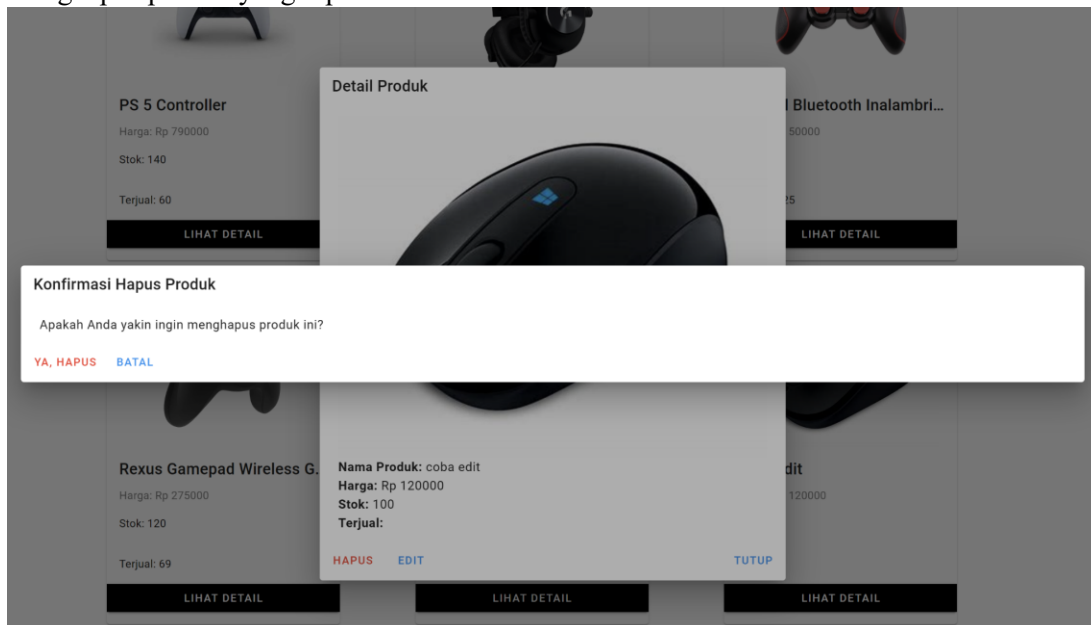 Detail Produk
PS 5 Controller
Bluetooth Inalambri...
Harga: Rp 790000
50000
Stok: 140
Terjual: 60
25
LIHAT DETAIL
LIHAT DETAIL
Konfirmasi Hapus Produk
Apakah Anda yakin ingin menghapus produk ini?
YA, HAPUS BATAL
Rexus Gamepad Wireless G.
Nama Produk: coba edit
dit
Harga: Rp 275000
Harga: Rp 120000
120000
Stok: 100
Stok: 120
Terjual:
Terjual: 69
HAPUS EDIT TUTUP
LIHAT DETAIL
LIHAT DETAIL
LIHAT DETAIL